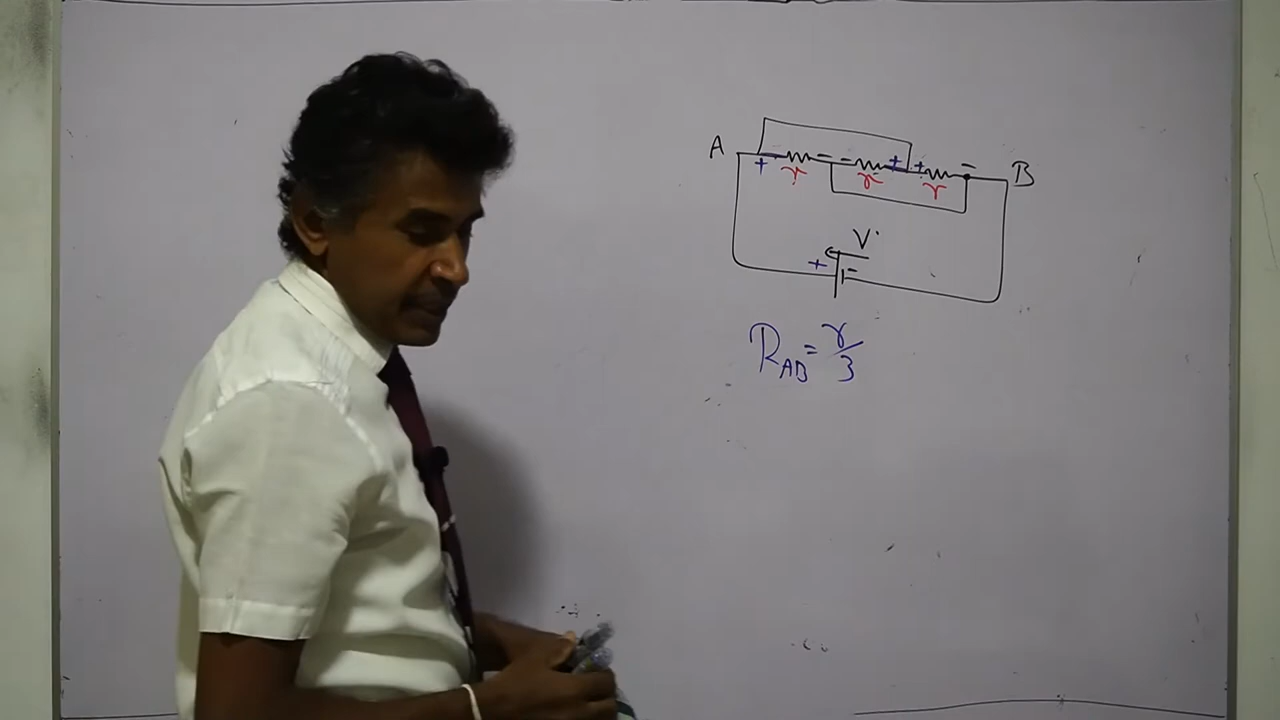 A + r - - r + + r - B
V
+ -
R_AB = r/3